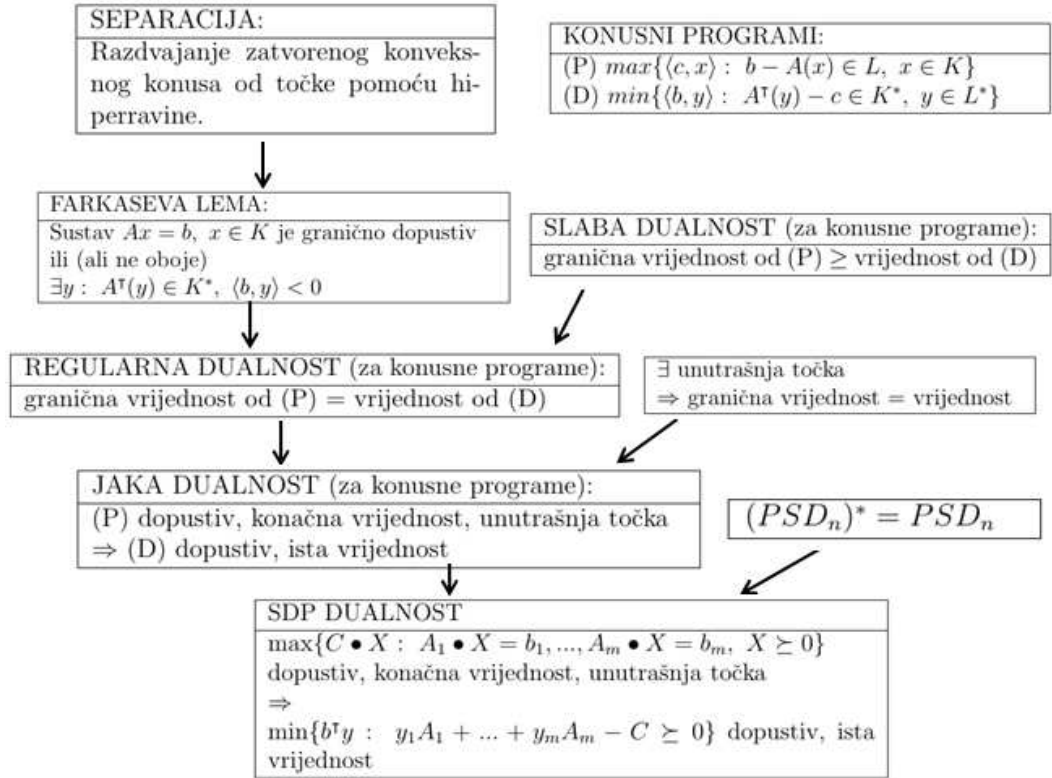 SEPARACIJA:
Razdvajanje zatvorenog konveks-
nog konusa od točke pomoću hi-
perravine.
KONUSNI PROGRAMI:
(P) max{⟨c, x⟩ : b − A(x) ∈ L, x ∈ K}
(D) min{⟨b, y⟩ : Aᵀ(y) − c ∈ K*, y ∈ L*}
FARKASEVA LEMA:
Sustav Ax = b, x ∈ K je granično dopustiv
ili (ali ne oboje)
∃y : Aᵀ(y) ∈ K*, ⟨b, y⟩ < 0
SLABA DUALNOST (za konusne programe):
granična vrijednost od (P) ≥ vrijednost od (D)
REGULARNA DUALNOST (za konusne programe):
granična vrijednost od (P) = vrijednost od (D)
∃ unutrašnja točka
⇒ granična vrijednost = vrijednost
JAKA DUALNOST (za konusne programe):
(P) dopustiv, konačna vrijednost, unutrašnja točka
⇒ (D) dopustiv, ista vrijednost
(PSDₙ)* = PSDₙ
SDP DUALNOST
max{C • X : A₁ • X = b₁, ..., Aₘ • X = bₘ, X ⪰ 0}
dopustiv, konačna vrijednost, unutrašnja točka
⇒
min{bᵀy : y₁A₁ + ... + yₘAₘ − C ⪰ 0} dopustiv, ista
vrijednost